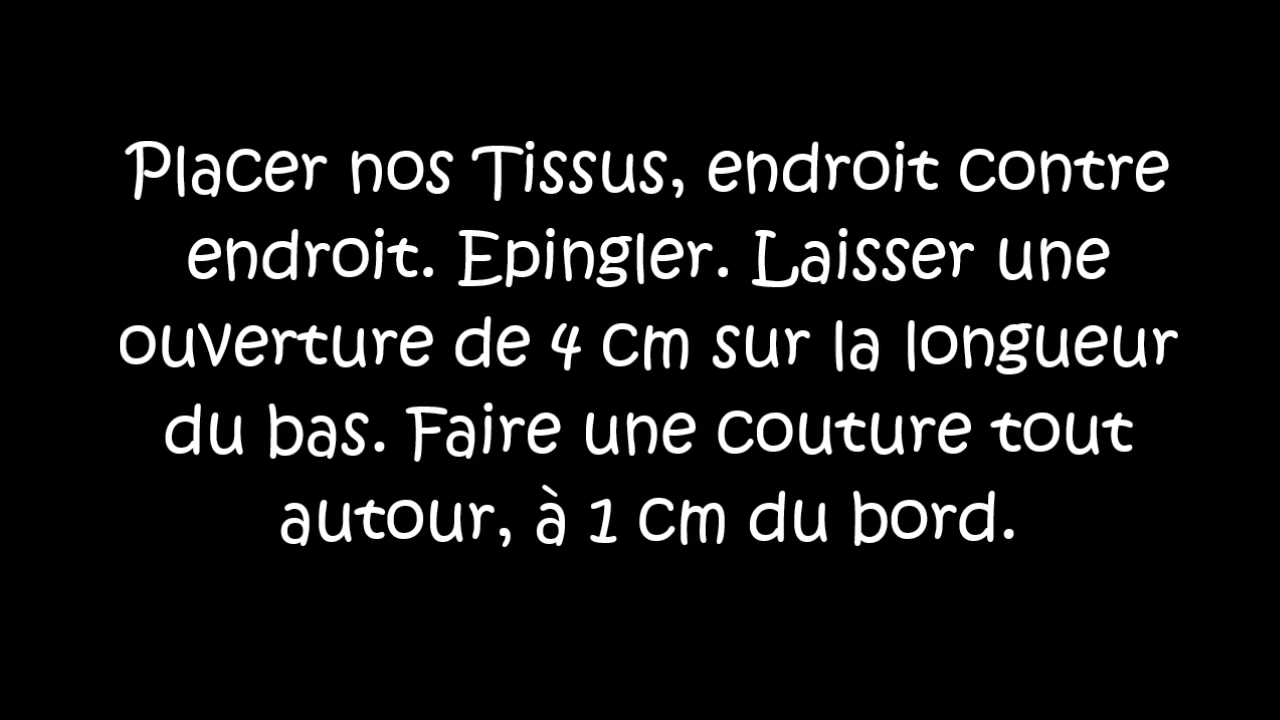 Placer nos Tissus, endroit contre
endroit. Epingler. Laisser une
ouverture de 4 cm sur la longueur
du bas. Faire une couture tout
autour, à 1 cm du bord.